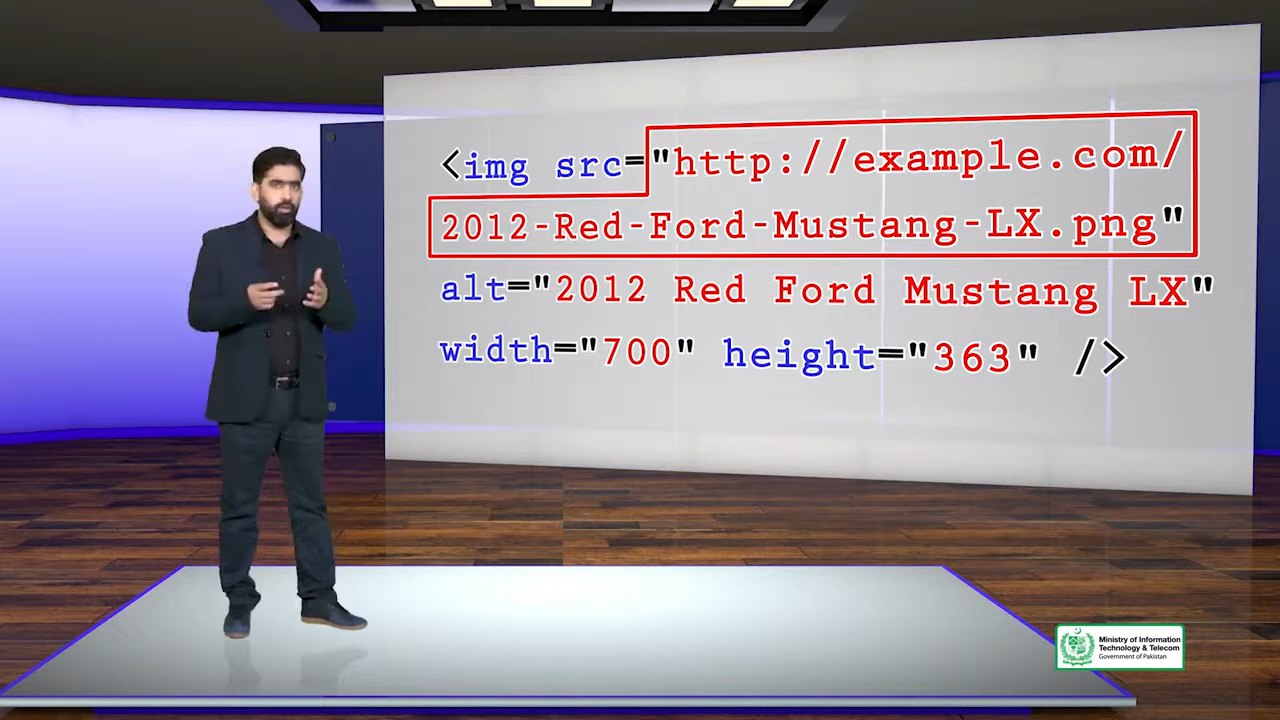 <img src="http://example.com/
2012-Red-Ford-Mustang-LX.png"
alt="2012 Red Ford Mustang LX"
width="700" height="363" />
Ministry of Information
Technology & Telecom
Government of Pakistan